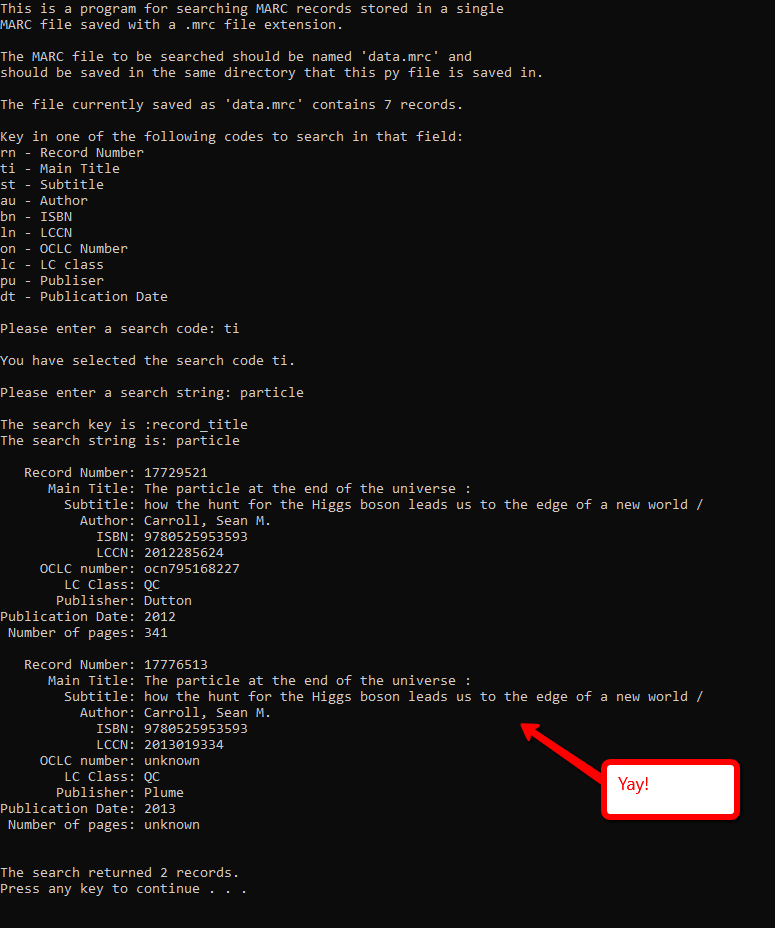 This is a program for searching MARC records stored in a single
MARC file saved with a .mrc file extension.
The MARC file to be searched should be named 'data.mrc' and
should be saved in the same directory that this py file is saved in.
The file currently saved as 'data.mrc' contains 7 records.
Key in one of the following codes to search in that field:
rn - Record Number
ti - Main Title
st - Subtitle
au - Author
bn - ISBN
ln - LCCN
on - OCLC Number
lc - LC class
pu - Publiser
dt - Publication Date
Please enter a search code: ti
You have selected the search code ti.
Please enter a search string: particle
The search key is :record_title
The search string is: particle
Record Number: 17729521
Main Title: The particle at the end of the universe :
Subtitle: how the hunt for the Higgs boson leads us to the edge of a new world /
Author: Carroll, Sean M.
ISBN: 9780525953593
LCCN: 2012285624
OCLC number: ocn795168227
LC Class: QC
Publisher: Dutton
Publication Date: 2012
Number of pages: 341
Record Number: 17776513
Main Title: The particle at the end of the universe :
Subtitle: how the hunt for the Higgs boson leads us to the edge of a new world /
Author: Carroll, Sean M.
ISBN: 9780525953593
LCCN: 2013019334
OCLC number: unknown
LC Class: QC
Publisher: Plume
Publication Date: 2013
Number of pages: unknown
Yay!
The search returned 2 records.
Press any key to continue . . .